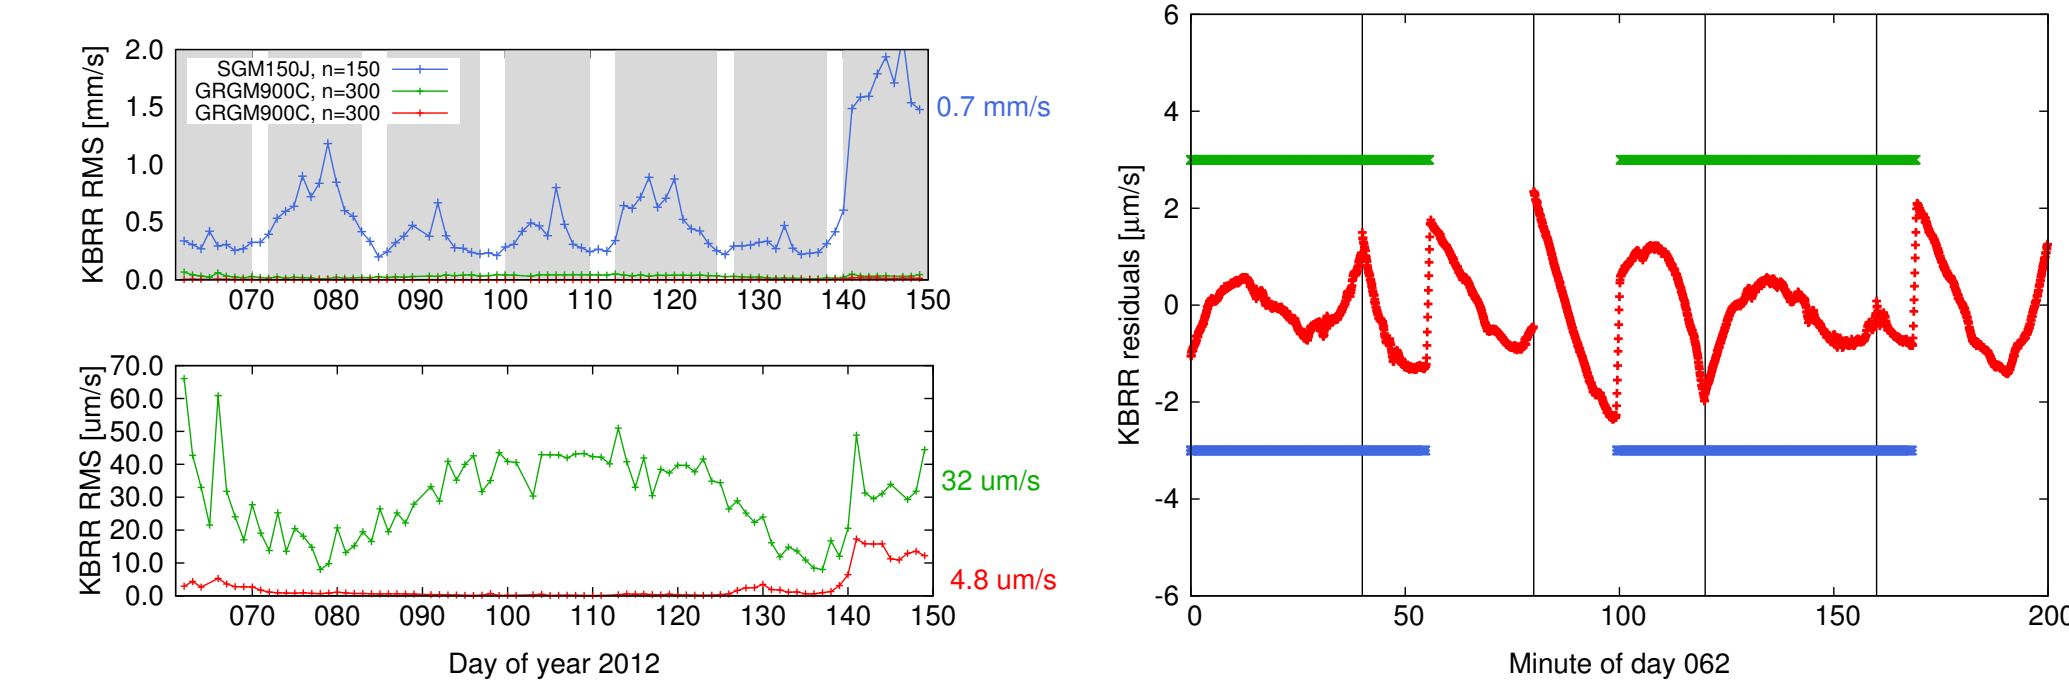 KBRR RMS [mm/s]
2.0
1.5
1.0
0.5
0.0
SGM150J, n=150
GRGM900C, n=300
GRGM900C, n=300
0.7 mm/s
070 080 090 100 110 120 130 140 150
KBRR RMS [um/s]
70.0
60.0
50.0
40.0
30.0
20.0
10.0
0.0
32 um/s
4.8 um/s
070 080 090 100 110 120 130 140 150
Day of year 2012
KBRR residuals [µm/s]
6
4
2
0
-2
-4
-6
0 50 100 150 200
Minute of day 062